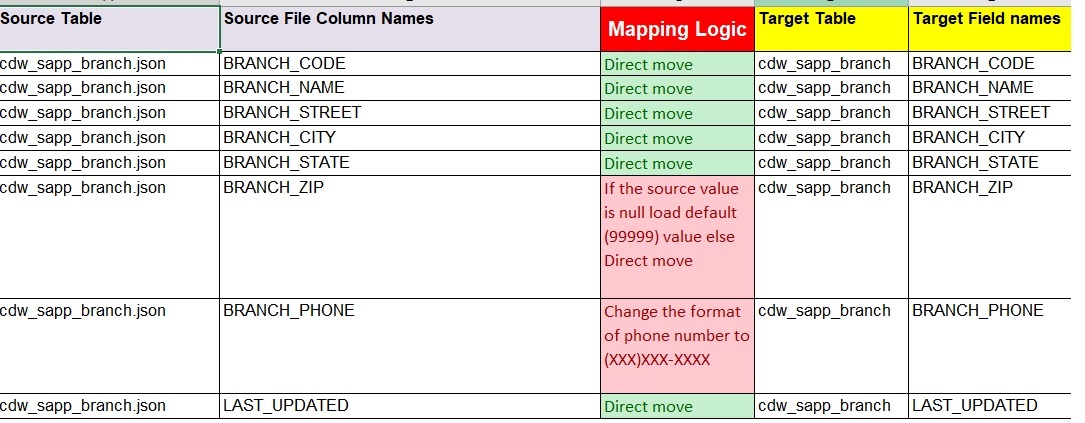 Source Table Source File Column Names Mapping Logic Target Table Target Field names
cdw_sapp_branch.json BRANCH_CODE Direct move cdw_sapp_branch BRANCH_CODE
cdw_sapp_branch.json BRANCH_NAME Direct move cdw_sapp_branch BRANCH_NAME
cdw_sapp_branch.json BRANCH_STREET Direct move cdw_sapp_branch BRANCH_STREET
cdw_sapp_branch.json BRANCH_CITY Direct move cdw_sapp_branch BRANCH_CITY
cdw_sapp_branch.json BRANCH_STATE Direct move cdw_sapp_branch BRANCH_STATE
cdw_sapp_branch.json BRANCH_ZIP If the source value cdw_sapp_branch BRANCH_ZIP
is null load default
(99999) value else
Direct move
cdw_sapp_branch.json BRANCH_PHONE Change the format cdw_sapp_branch BRANCH_PHONE
of phone number to
(XXX)XXX-XXXX
cdw_sapp_branch.json LAST_UPDATED Direct move cdw_sapp_branch LAST_UPDATED